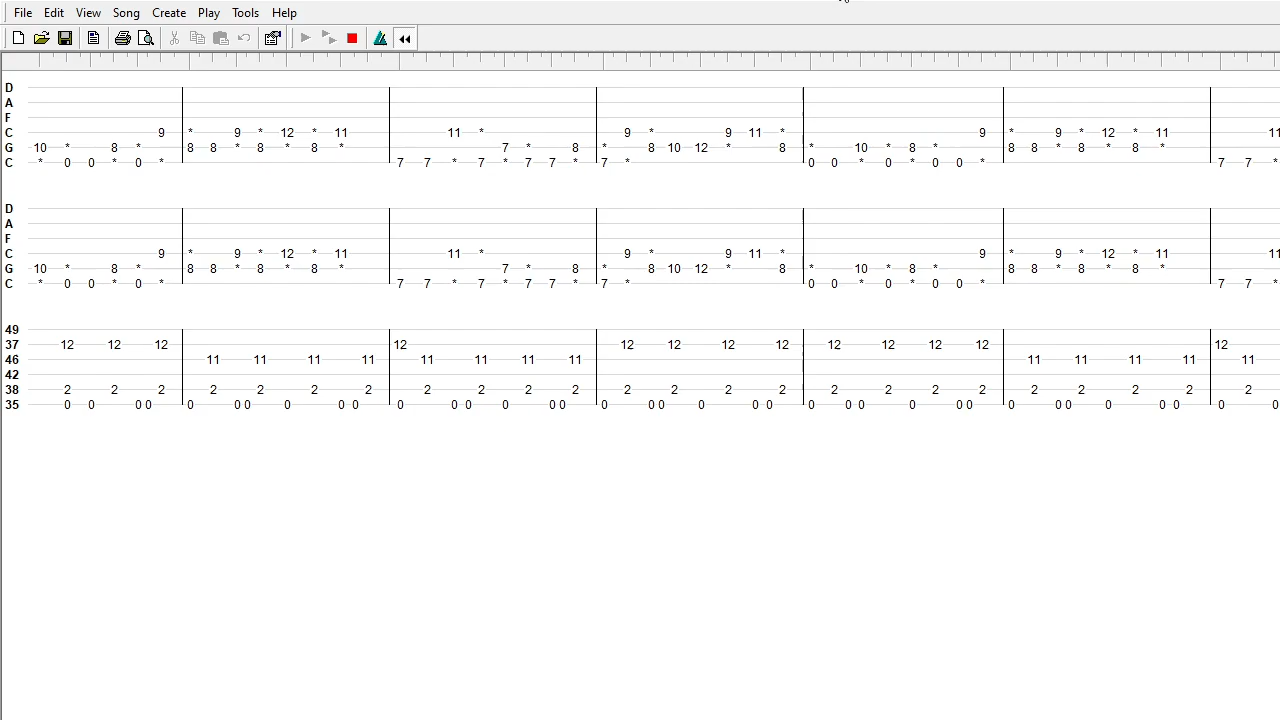 File Edit View Song Create Play Tools Help
D
A
F
C 9 * 9 * 12 * 11 11 * 9 * 9 11 * 9 * 9 * 12 * 11 11
G 10 * 8 * 8 8 * 8 * 8 * 7 * 8 * 8 10 12 * 8 * 10 * 8 * 8 8 * 8 * 8 *
C * 0 0 * 0 * 7 7 * 7 * 7 7 * 7 * 0 0 * 0 * 0 0 * 7 7 *
D
A
F
C 9 * 9 * 12 * 11 11 * 9 * 9 11 * 9 * 9 * 12 * 11 11
G 10 * 8 * 8 8 * 8 * 8 * 7 * 8 * 8 10 12 * 8 * 10 * 8 * 8 8 * 8 * 8 *
C * 0 0 * 0 * 7 7 * 7 * 7 7 * 7 * 0 0 * 0 * 0 0 * 7 7 *
49
37 12 12 12 12 12 12 12 12 12 12 12 12 12
46 11 11 11 11 11 11 11 11 11 11 11 11 11
42
38 2 2 2 2 2 2 2 2 2 2 2 2 2 2 2 2 2 2 2 2 2 2 2 2
35 0 0 0 0 0 0 0 0 0 0 0 0 0 0 0 0 0 0 0 0 0 0 0 0 0 0 0 0 0 0 0 0 0 0 0 0 0